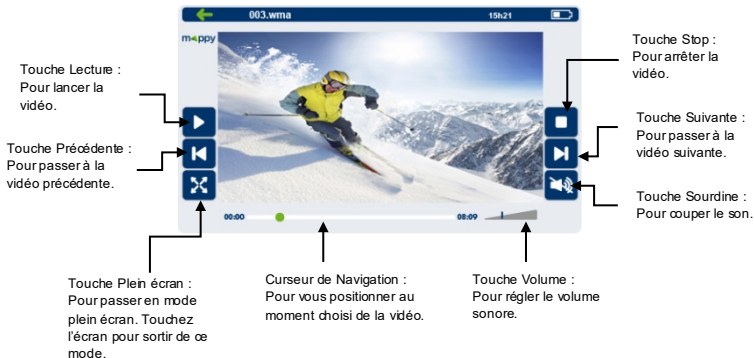 003.wma 15h21
mappy
Touche Stop :
Pour arrêter la
vidéo.
Touche Lecture :
Pour lancer la
vidéo.
Touche Suivante :
Pour passer à la
vidéo suivante.
Touche Précédente :
Pour passer à la
vidéo précédente.
Touche Sourdine :
Pour couper le son.
00:00 08:09
Touche Plein écran :
Pour passer en mode
plein écran. Touchez
l'écran pour sortir de ce
mode.
Curseur de Navigation :
Pour vous positionner au
moment choisi de la vidéo.
Touche Volume :
Pour régler le volume
sonore.